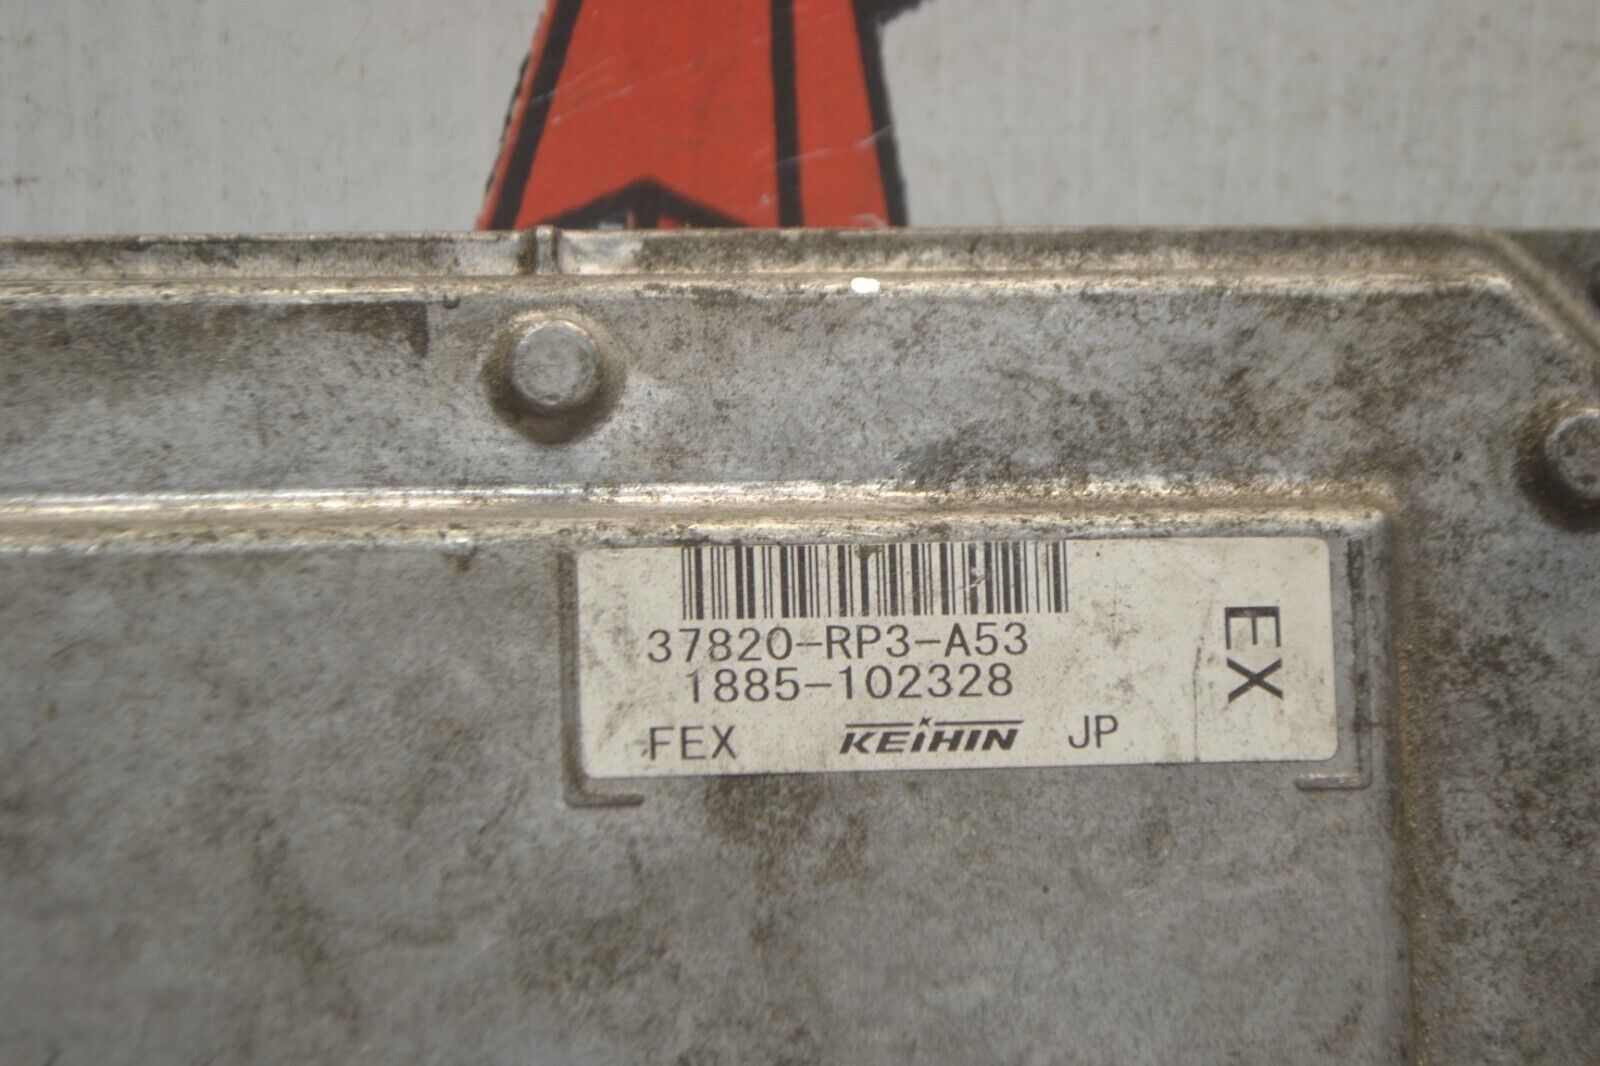 37820-RP3-A53
1885-102328
FEX KEIHIN JP
EX